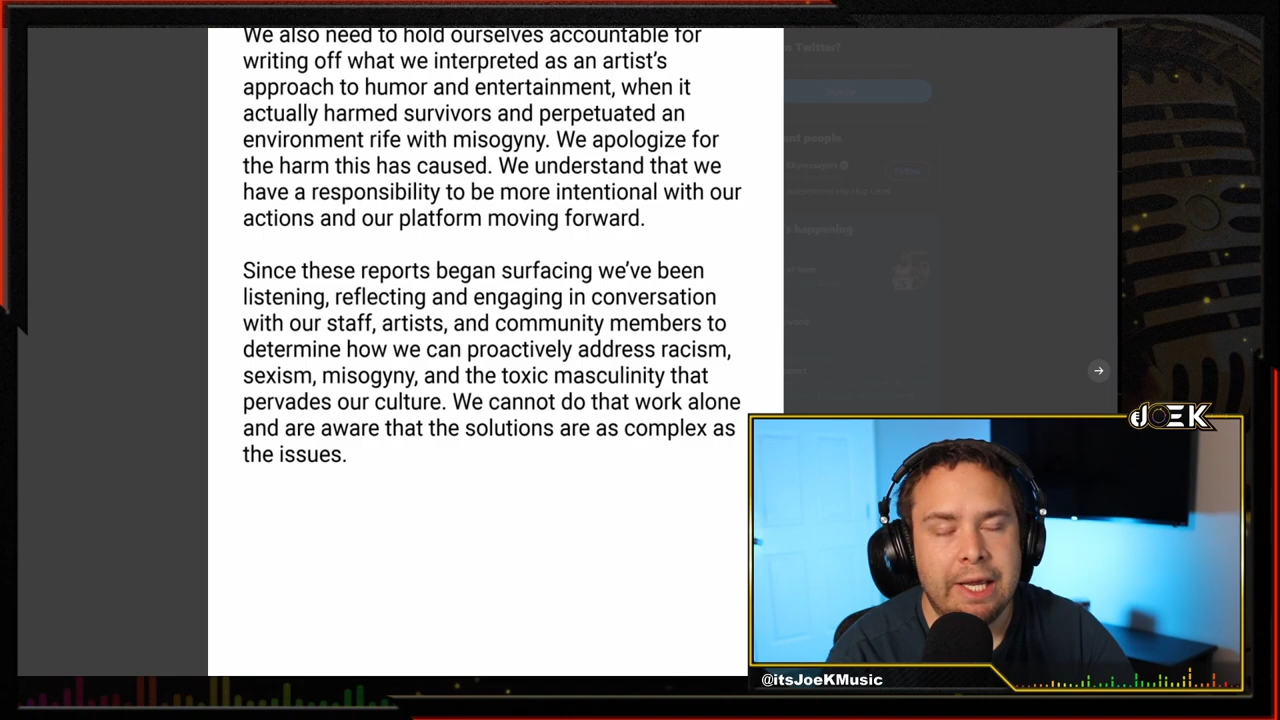 We also need to hold ourselves accountable for
writing off what we interpreted as an artist’s
approach to humor and entertainment, when it
actually harmed survivors and perpetuated an
environment rife with misogyny. We apologize for
the harm this has caused. We understand that we
have a responsibility to be more intentional with our
actions and our platform moving forward.
Since these reports began surfacing we’ve been
listening, reflecting and engaging in conversation
with our staff, artists, and community members to
determine how we can proactively address racism,
sexism, misogyny, and the toxic masculinity that
pervades our culture. We cannot do that work alone
and are aware that the solutions are as complex as
the issues.
Twitter?
people
Follow
happening
JOEK
@itsJoeKMusic